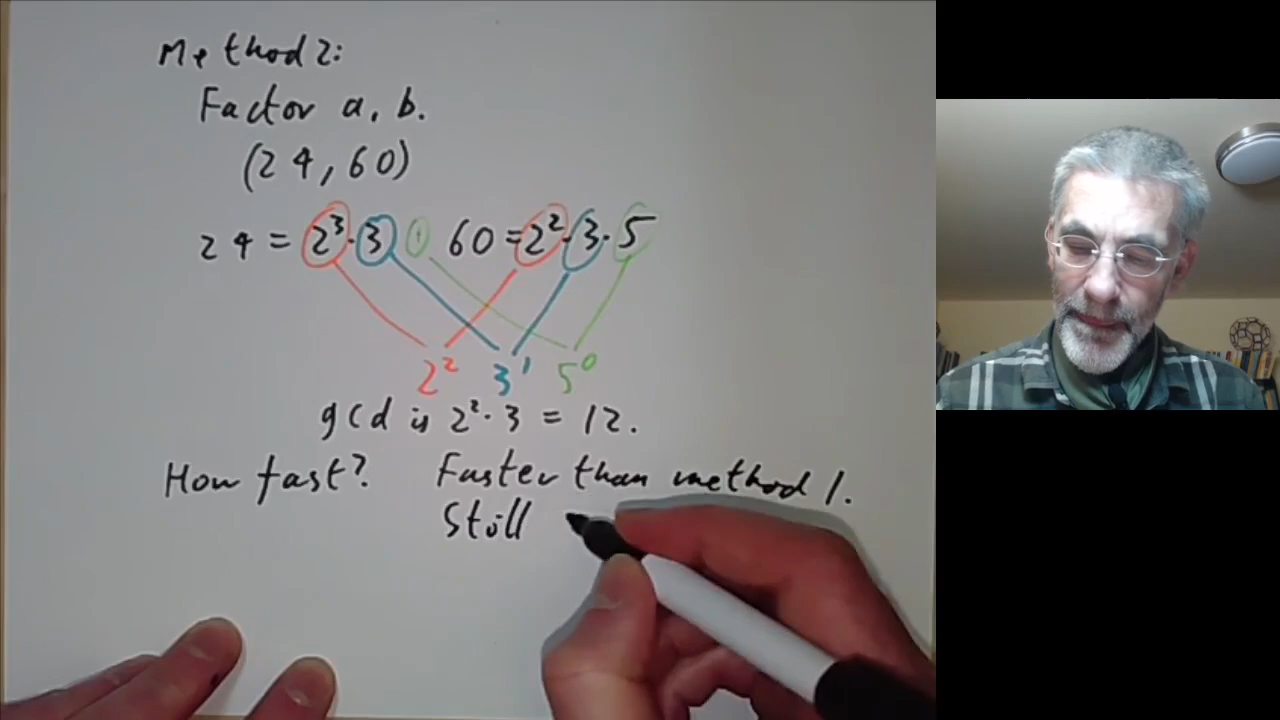 Method 2:
Factor a, b.
(24, 60)
24 = 2³·3 1 60 = 2²·3·5
2² 3¹ 5⁰
gcd is 2²·3 = 12.
How fast? Faster than method 1.
Still